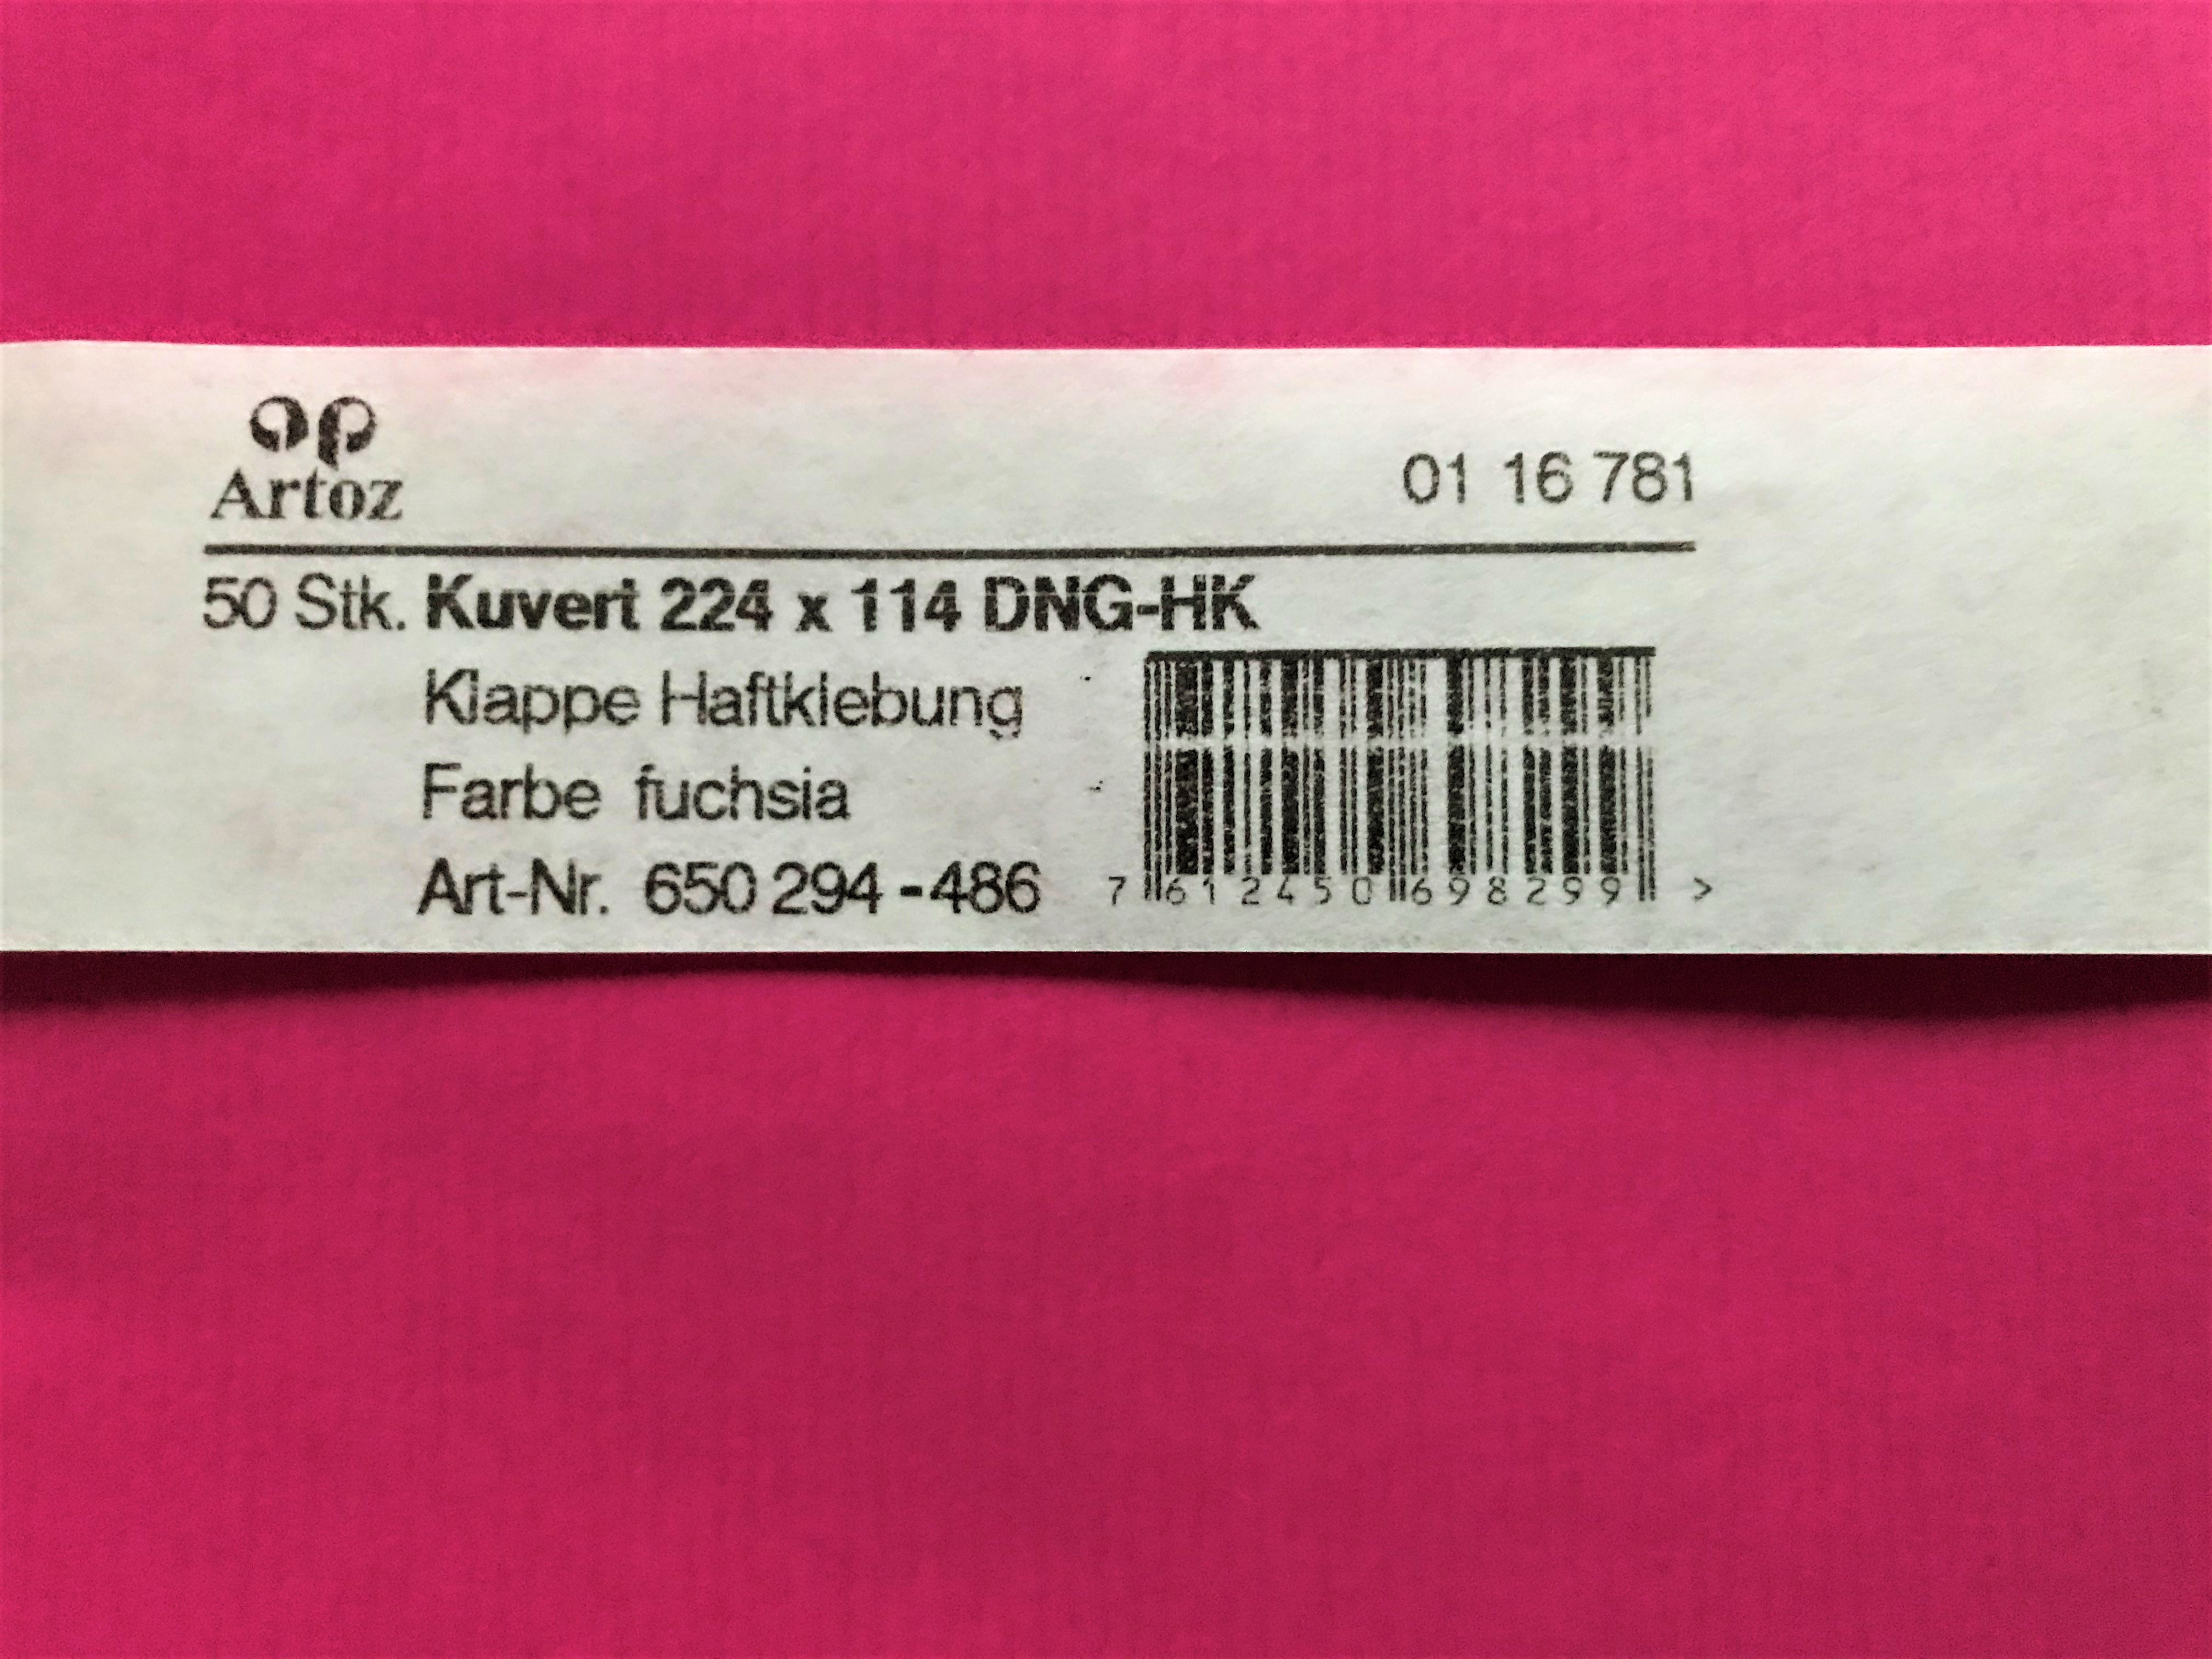 ap
Artoz
01 16 781
50 Stk. Kuvert 224 x 114 DNG-HK
Klappe Haftklebung
Farbe fuchsia
Art-Nr. 650 294 - 486
7 612450 698299 >